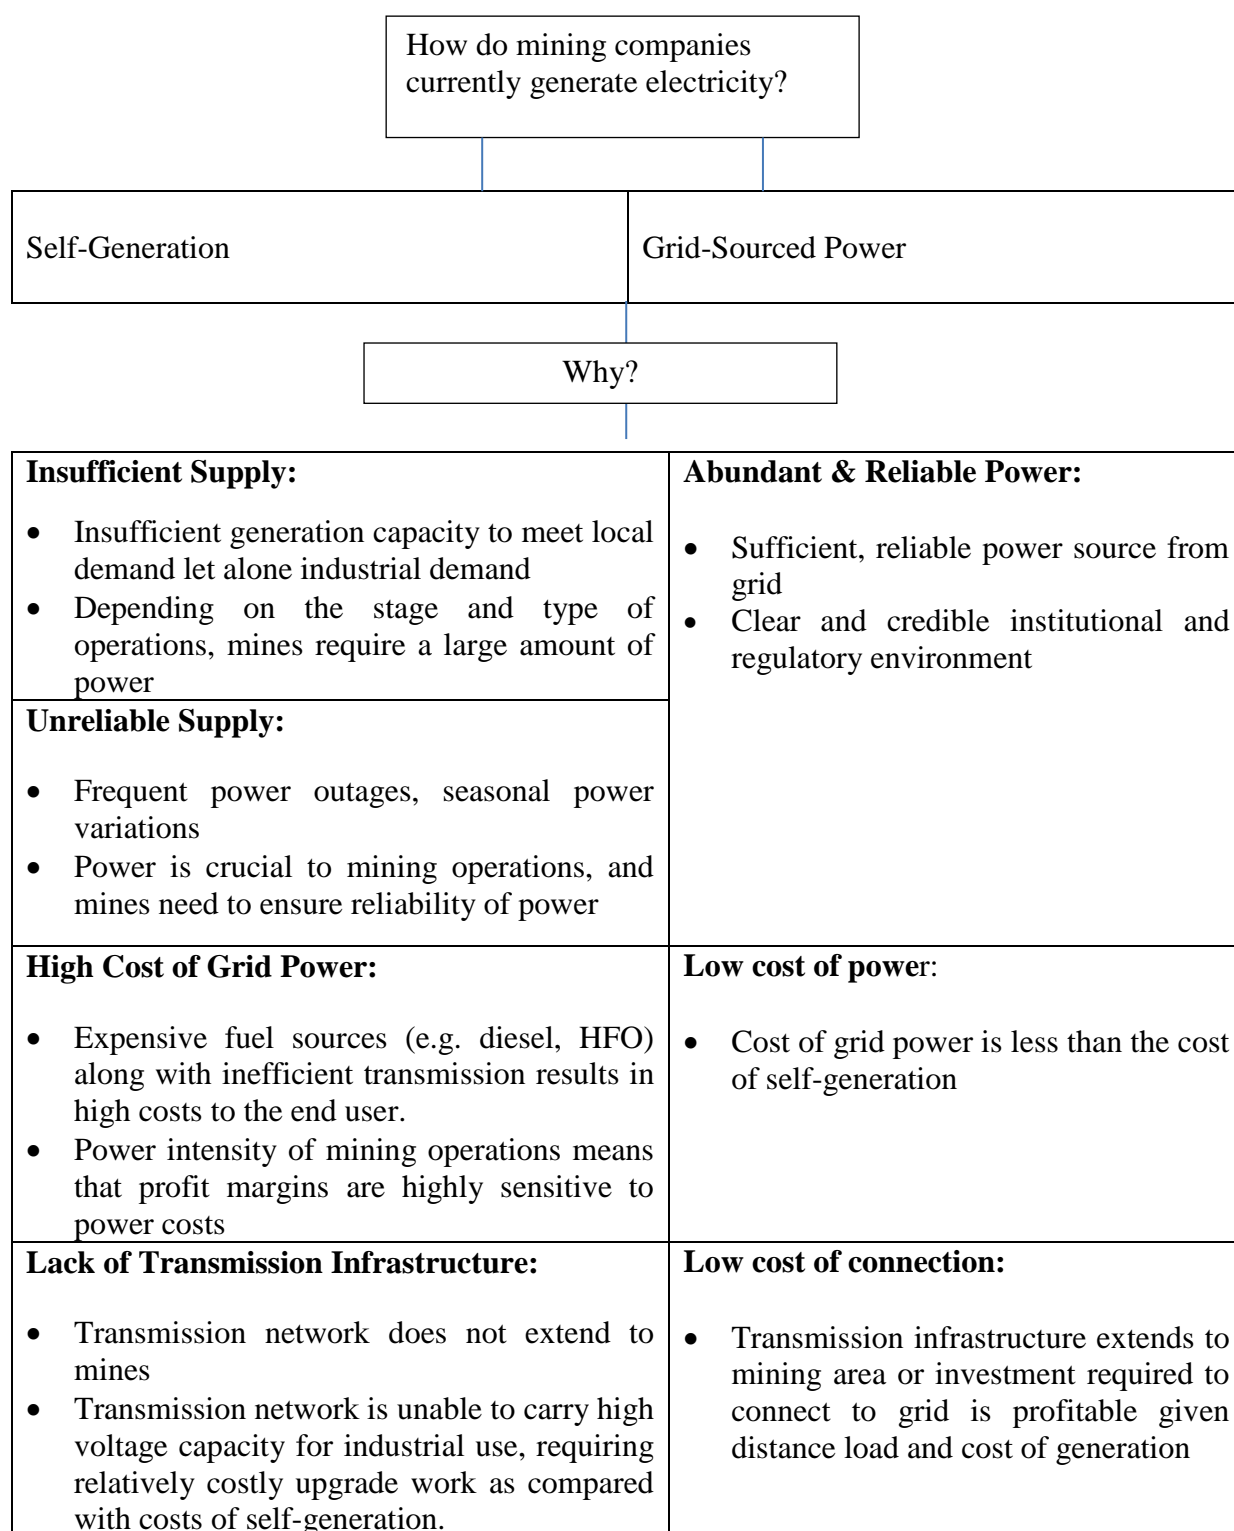 How do mining companies
currently generate electricity?
Self-Generation
Grid-Sourced Power
Why?
Insufficient Supply:
• Insufficient generation capacity to meet local
demand let alone industrial demand
• Depending on the stage and type of
operations, mines require a large amount of
power
Abundant & Reliable Power:
• Sufficient, reliable power source from
grid
• Clear and credible institutional and
regulatory environment
Unreliable Supply:
• Frequent power outages, seasonal power
variations
• Power is crucial to mining operations, and
mines need to ensure reliability of power
High Cost of Grid Power:
• Expensive fuel sources (e.g. diesel, HFO)
along with inefficient transmission results in
high costs to the end user.
• Power intensity of mining operations means
that profit margins are highly sensitive to
power costs
Low cost of power:
• Cost of grid power is less than the cost
of self-generation
Lack of Transmission Infrastructure:
• Transmission network does not extend to
mines
• Transmission network is unable to carry high
voltage capacity for industrial use, requiring
relatively costly upgrade work as compared
with costs of self-generation.
Low cost of connection:
• Transmission infrastructure extends to
mining area or investment required to
connect to grid is profitable given
distance load and cost of generation